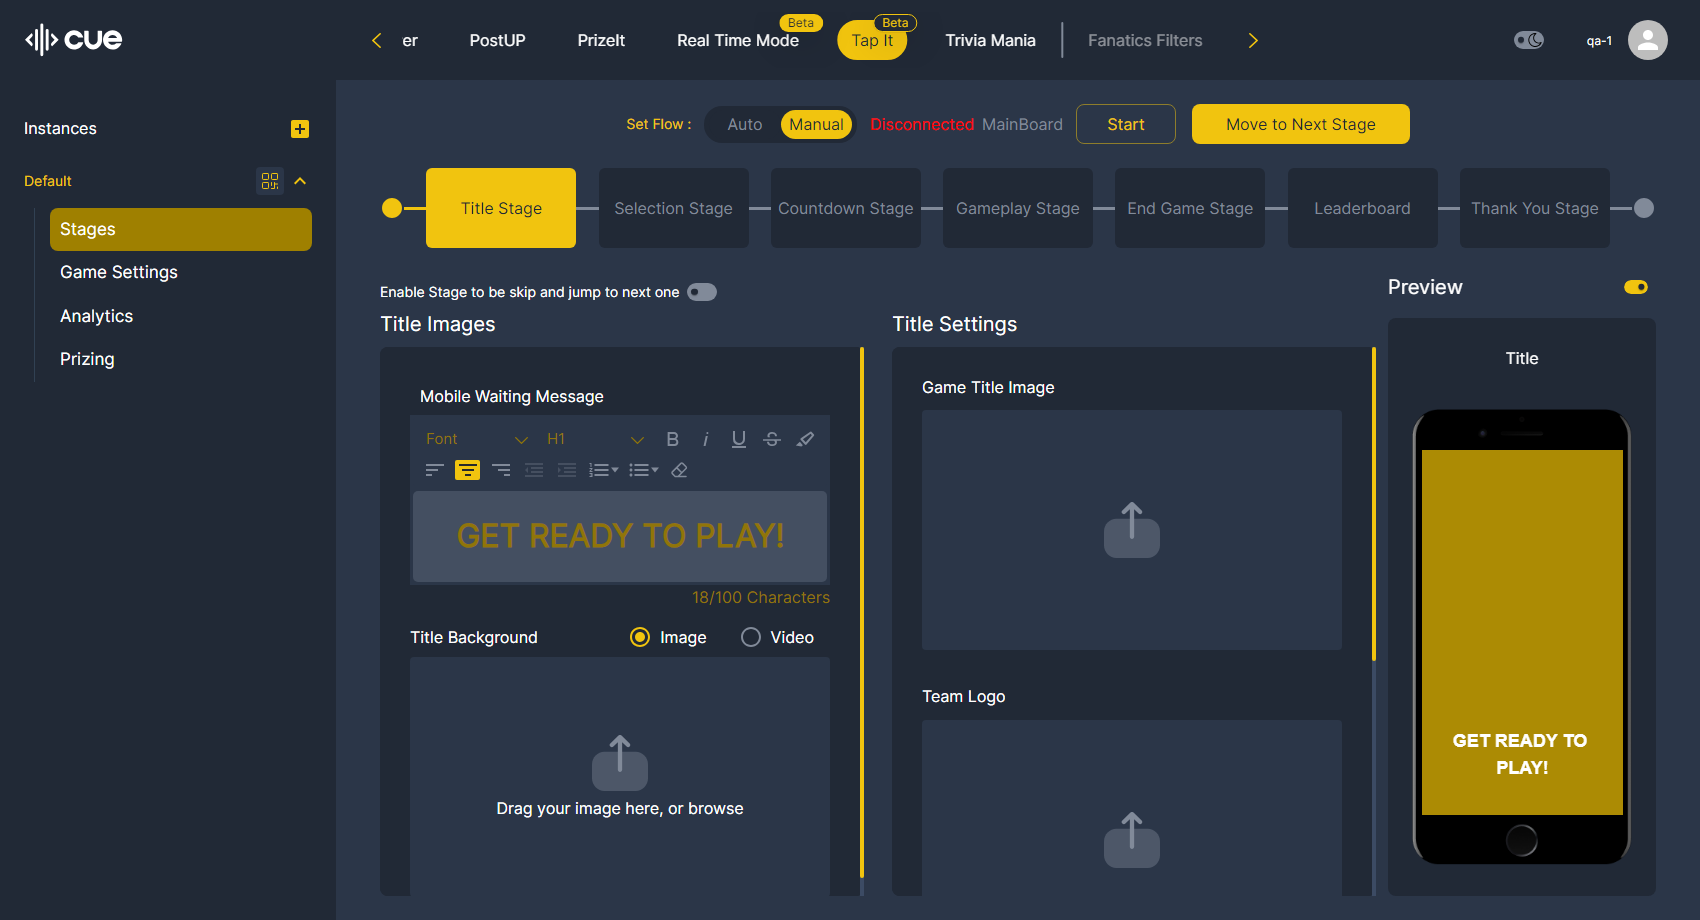 cue
er
PostUP
PrizeIt
Real Time Mode
Beta
Tap It
Beta
Trivia Mania
Fanatics Filters
qa-1
Instances
Default
Stages
Game Settings
Analytics
Prizing
Set Flow :
Auto
Manual
Disconnected MainBoard
Start
Move to Next Stage
Title Stage
Selection Stage
Countdown Stage
Gameplay Stage
End Game Stage
Leaderboard
Thank You Stage
Enable Stage to be skip and jump to next one
Title Images
Mobile Waiting Message
Font
H1
B
i
U
S
GET READY TO PLAY!
18/100 Characters
Title Background
Image
Video
Drag your image here, or browse
Title Settings
Game Title Image
Team Logo
Preview
Title
GET READY TO
PLAY!